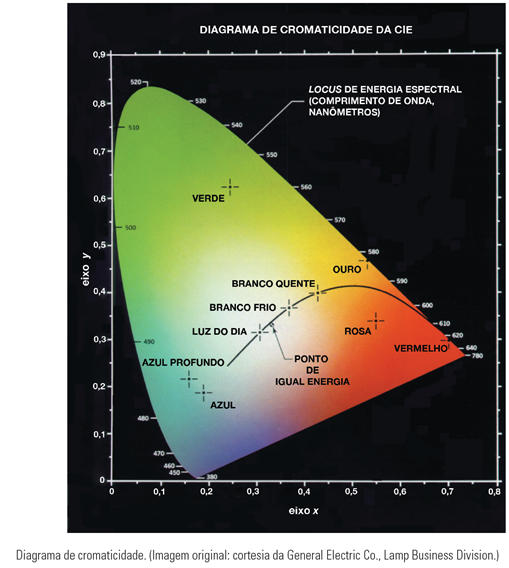 DIAGRAMA DE CROMATICIDADE DA CIE
0,9
0,8
0,7
0,6
0,5
0,4
0,3
0,2
0,1
0
eixo y
520
530
510
540
LOCUS DE ENERGIA ESPECTRAL
(COMPRIMENTO DE ONDA,
NANÔMETROS)
550
560
VERDE
570
500
580
OURO
BRANCO QUENTE
590
BRANCO FRIO
600
LUZ DO DIA
ROSA
610
620
490
VERMELHO
640
780
PONTO
DE
IGUAL ENERGIA
AZUL PROFUNDO
AZUL
480
470
460
450
380
0 0,1 0,2 0,3 0,4 0,5 0,6 0,7 0,8
eixo x
Diagrama de cromaticidade. (Imagem original: cortesia da General Electric Co., Lamp Business Division.)